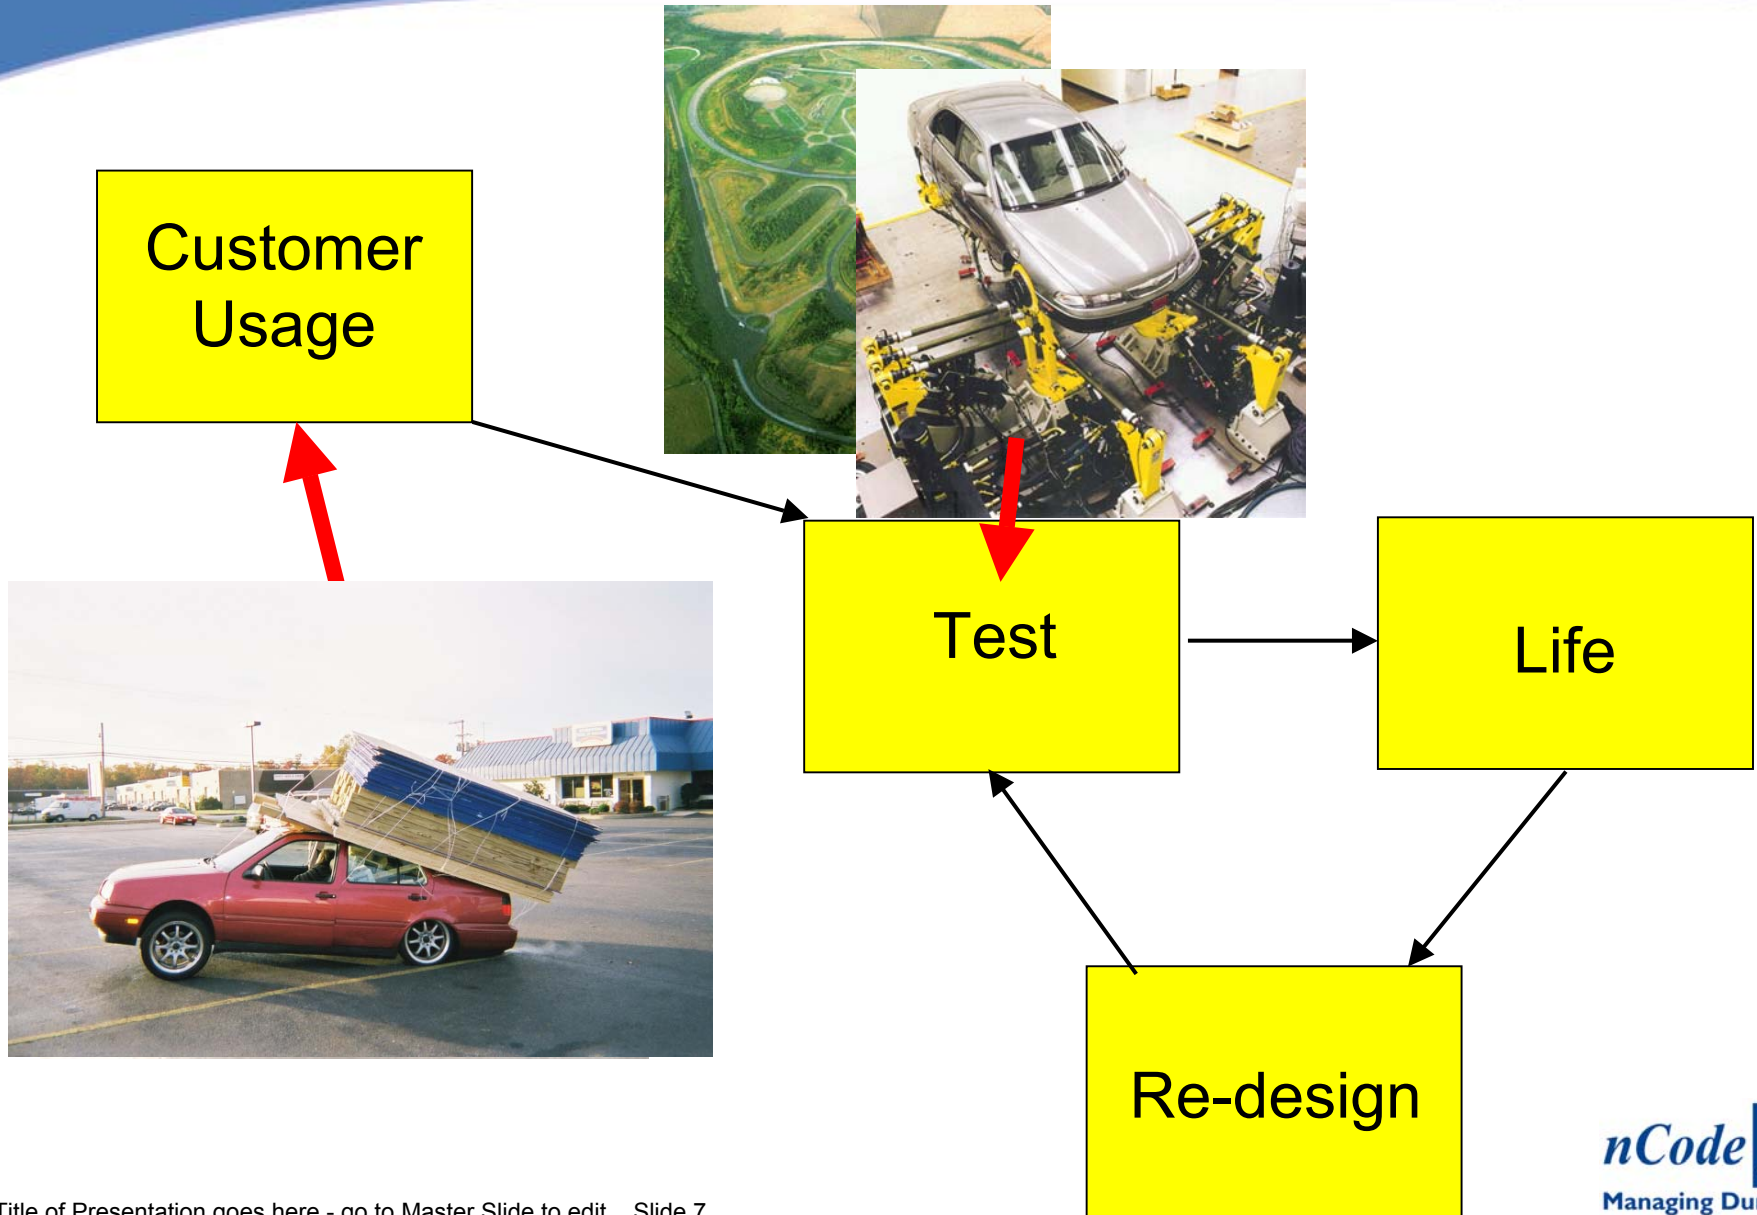 Customer
Usage
Test
Life
Re-design
nCode
Managing
Title of Presentation goes here - go to Master Slide to edit    Slide 7